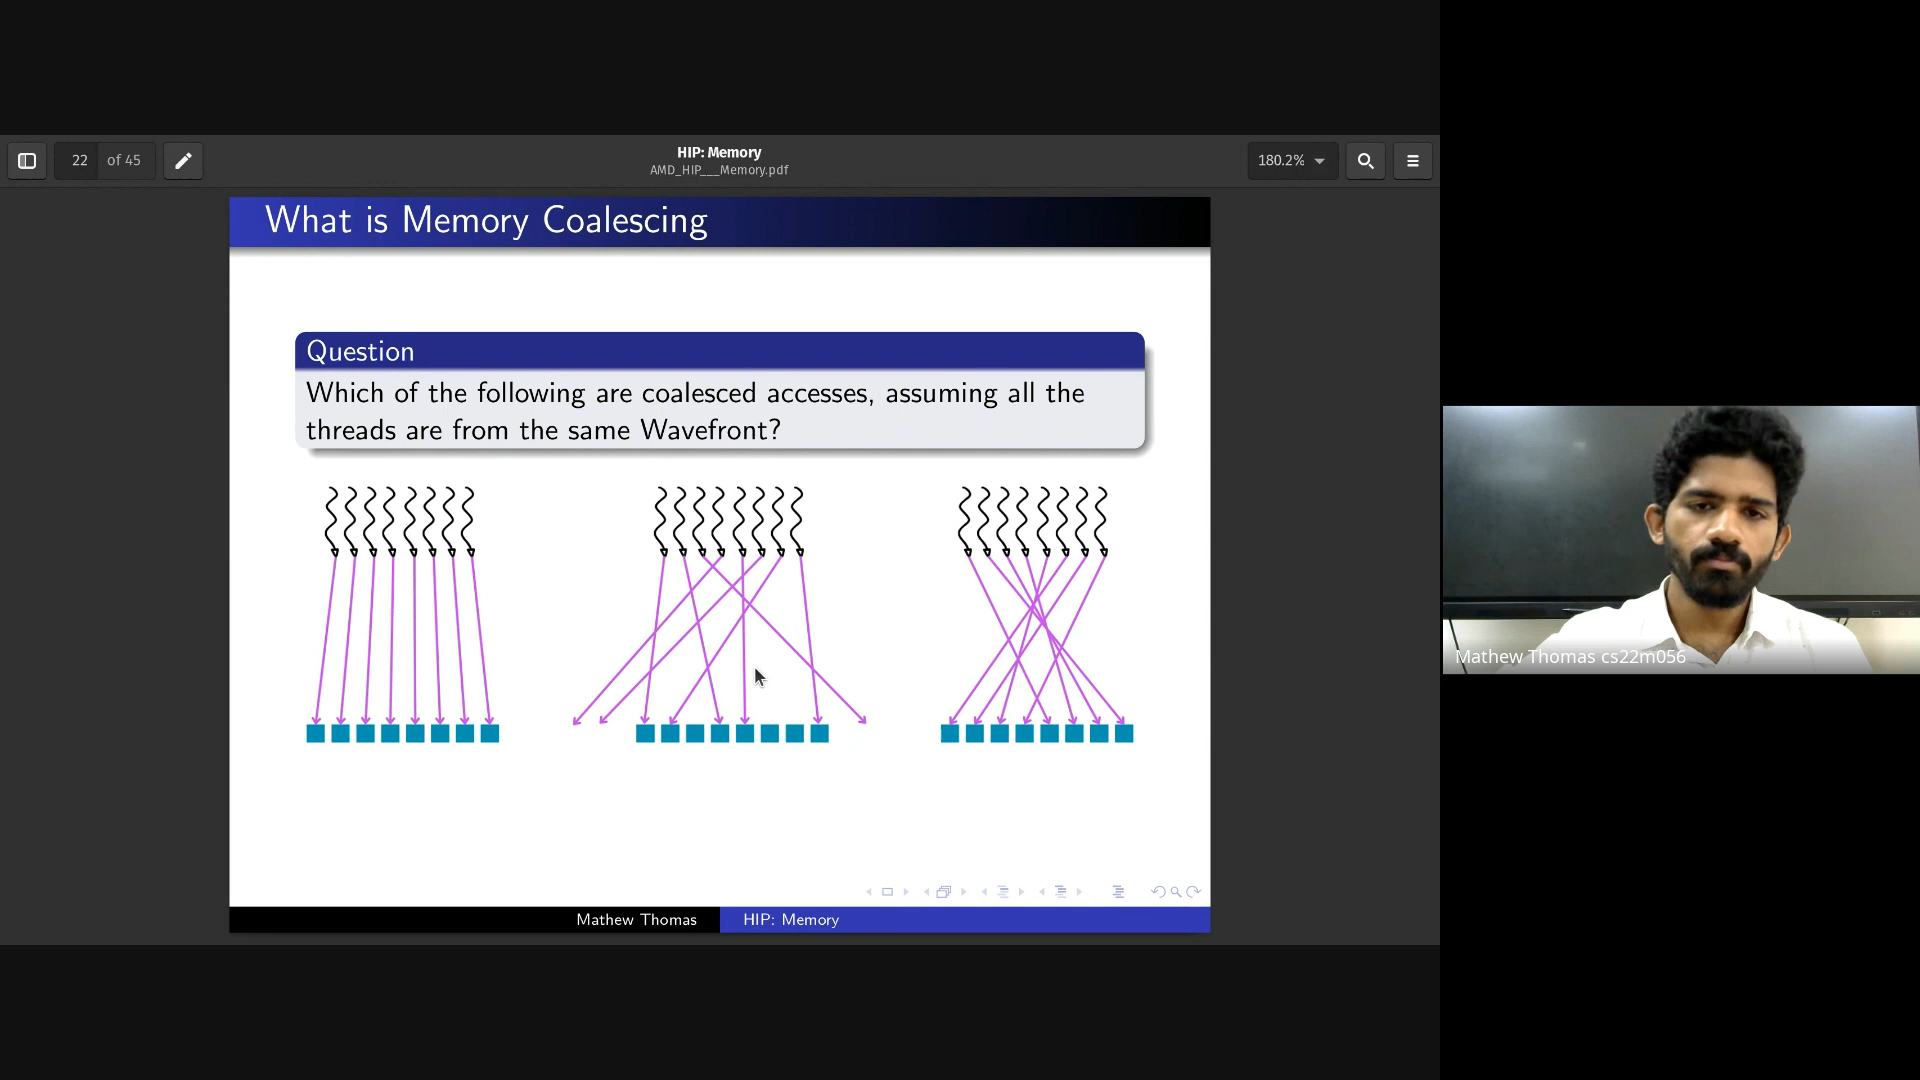 22 of 45
HIP: Memory
AMD_HIP___Memory.pdf
180.2%
What is Memory Coalescing
Question
Which of the following are coalesced accesses, assuming all the
threads are from the same Wavefront?
Mathew Thomas cs22m056
Mathew Thomas
HIP: Memory